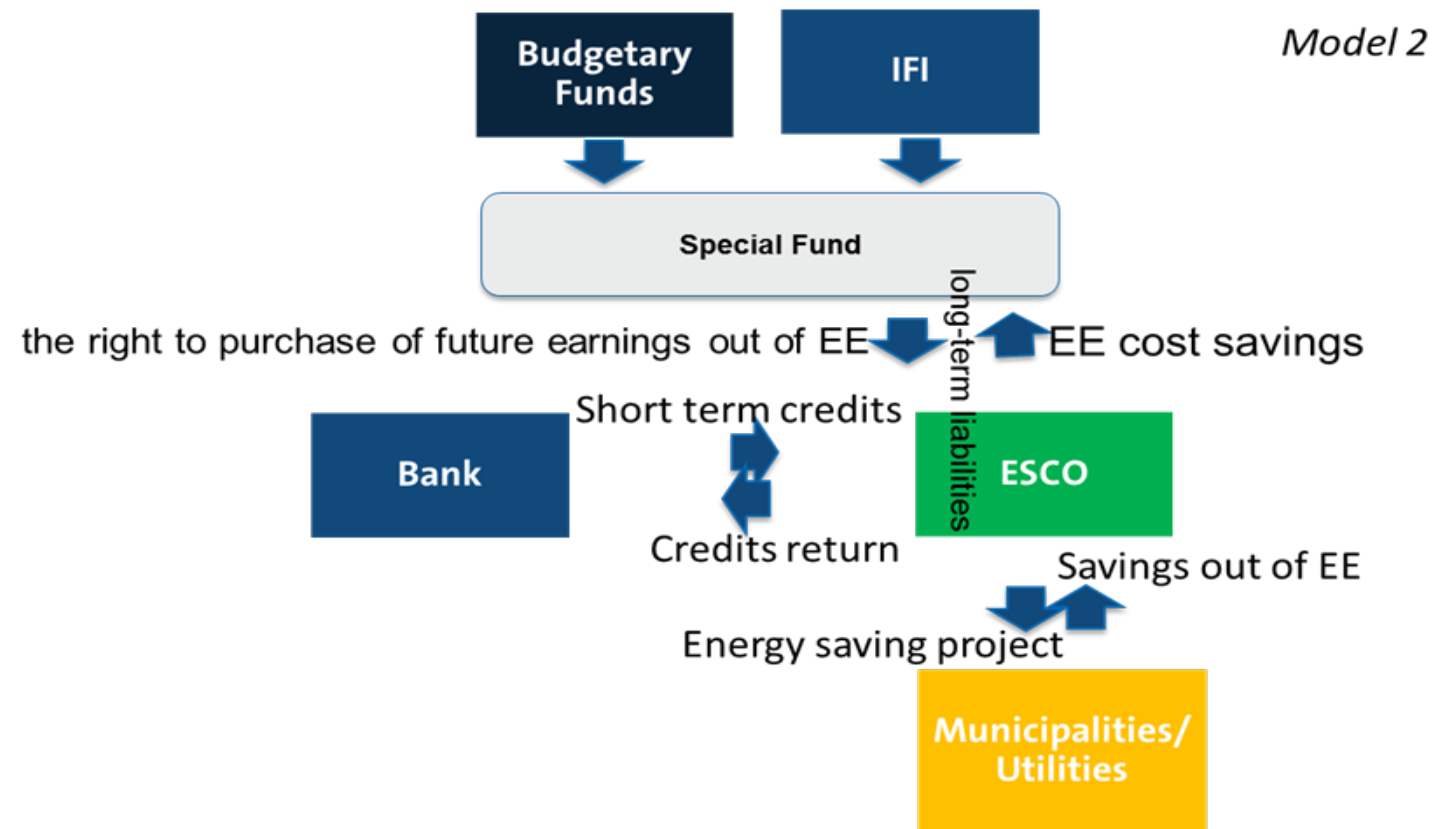 Model 2
Budgetary
Funds
IFI
Special Fund
the right to purchase of future earnings out of EE
long-term liabilities
EE cost savings
Short term credits
Bank
ESCO
Credits return
Savings out of EE
Energy saving project
Municipalities/
Utilities